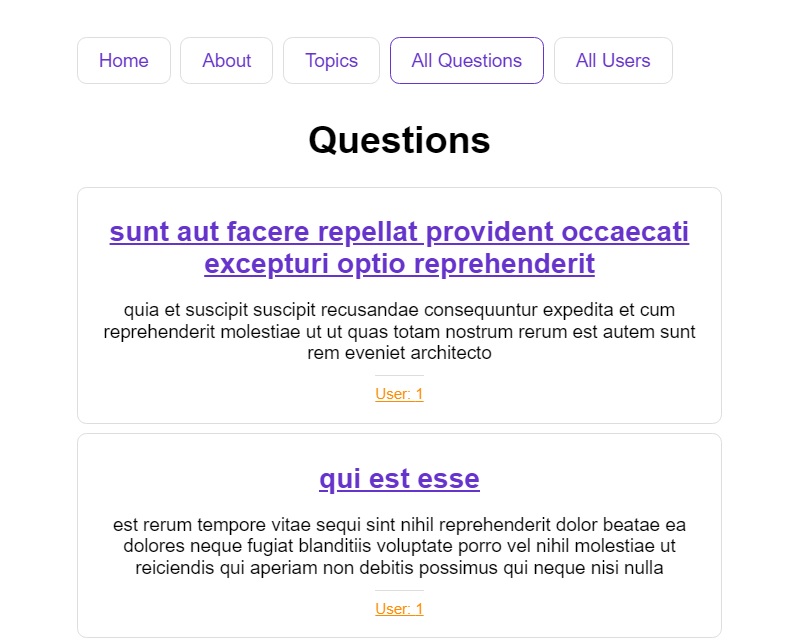 Home About Topics All Questions All Users
Questions
sunt aut facere repellat provident occaecati
excepturi optio reprehenderit
quia et suscipit suscipit recusandae consequuntur expedita et cum
reprehenderit molestiae ut ut quas totam nostrum rerum est autem sunt
rem eveniet architecto
User: 1
qui est esse
est rerum tempore vitae sequi sint nihil reprehenderit dolor beatae ea
dolores neque fugiat blanditiis voluptate porro vel nihil molestiae ut
reiciendis qui aperiam non debitis possimus qui neque nisi nulla
User: 1